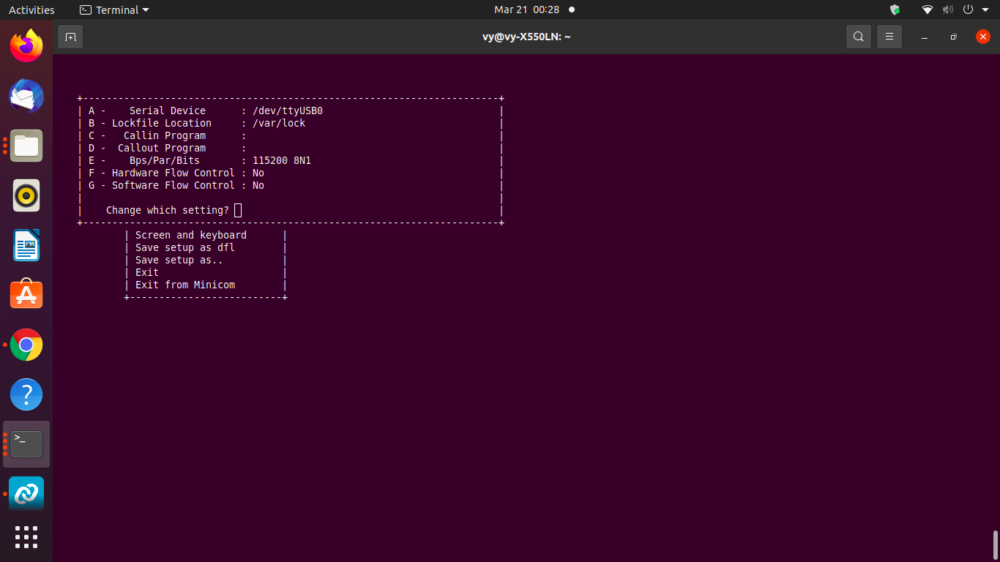 Activities Terminal Mar 21 00:28
vy@vy-X550LN: ~
+-----------------------------------------------------------------------+
| A -    Serial Device      : /dev/ttyUSB0                              |
| B - Lockfile Location     : /var/lock                                 |
| C -   Callin Program      :                                           |
| D -  Callout Program      :                                           |
| E -    Bps/Par/Bits       : 115200 8N1                                |
| F - Hardware Flow Control : No                                        |
| G - Software Flow Control : No                                        |
|                                                                       |
|    Change which setting?                                              |
+-----------------------------------------------------------------------+
        | Screen and keyboard      |
        | Save setup as dfl        |
        | Save setup as..          |
        | Exit                     |
        | Exit from Minicom        |
        +--------------------------+